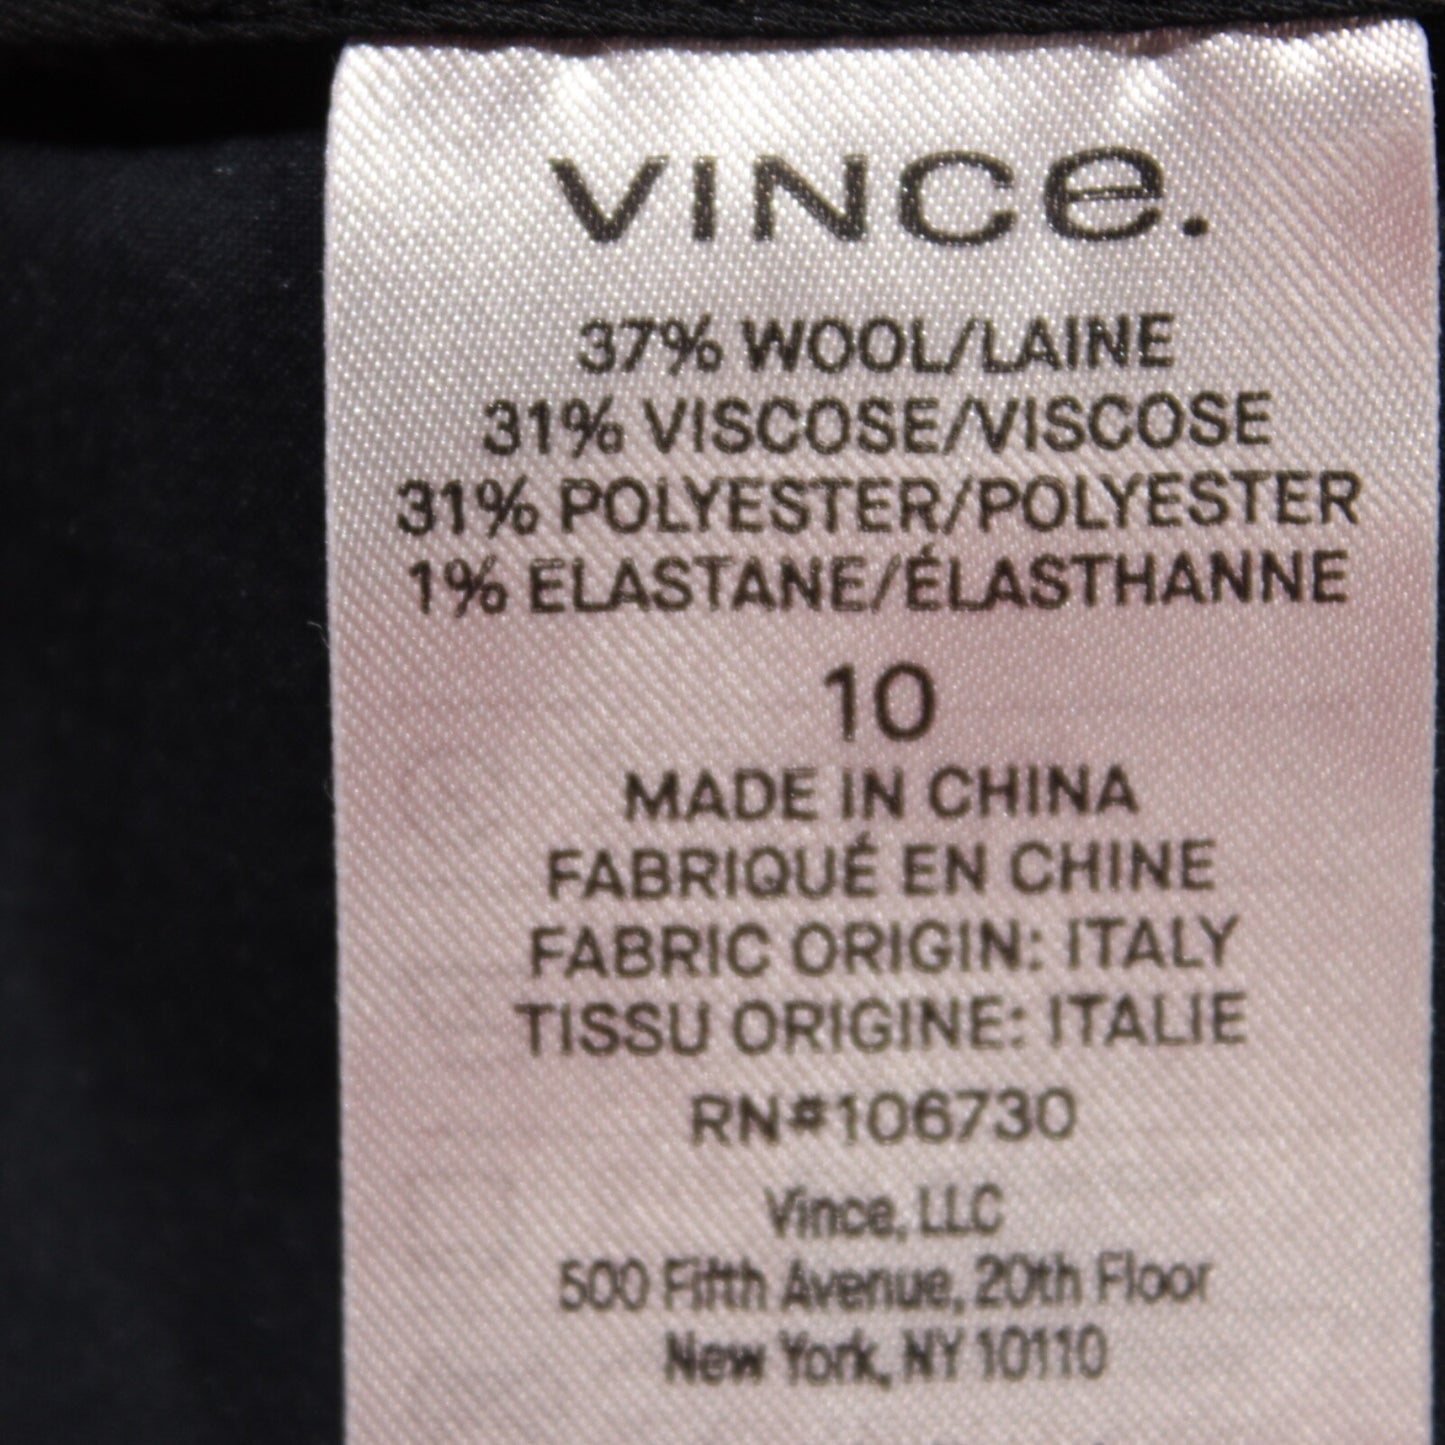 VINCe.
37% WOOL/LAINE
31% VISCOSE/VISCOSE
31% POLYESTER/POLYESTER
1% ELASTANE/ÉLASTHANNE
10
MADE IN CHINA
FABRIQUÉ EN CHINE
FABRIC ORIGIN: ITALY
TISSU ORIGINE: ITALIE
RN#106730
Vince, LLC
500 Fifth Avenue, 20th Floor
New York, NY 10110